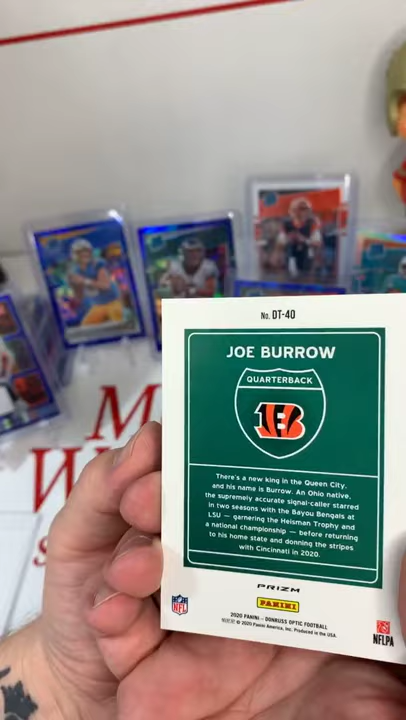 No. DT-40
JOE BURROW
QUARTERBACK
B
There's a new king in the Queen City,
and his name is Burrow. An Ohio native,
the supremely accurate signal-caller starred
in two seasons with the Bayou Bengals at
LSU — garnering the Heisman Trophy and
a national championship — before returning
to his home state and donning the stripes
with Cincinnati in 2020.
PRIZM
PANINI
NFL
2020 PANINI – DONRUSS OPTIC FOOTBALL
© 2020 Panini America, Inc. Produced in the USA.
NFLPA
M
W
S